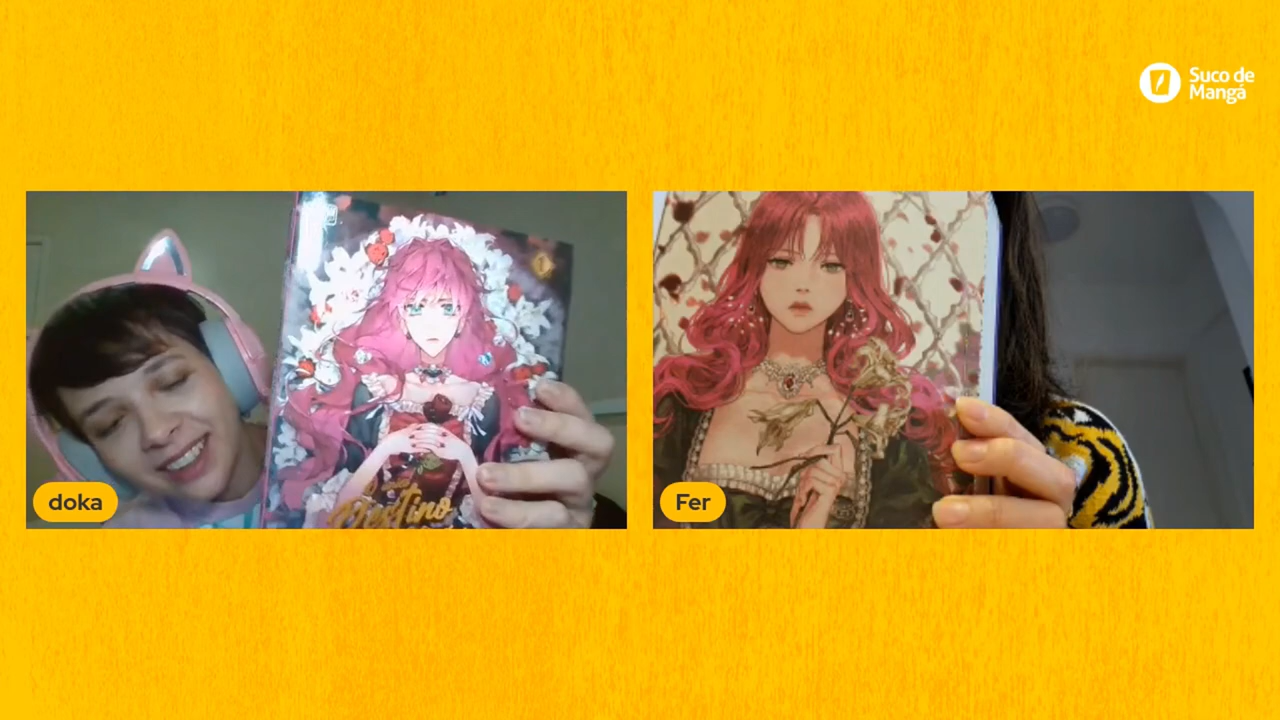 Suco de
Mangá
doka
Fer
Destino